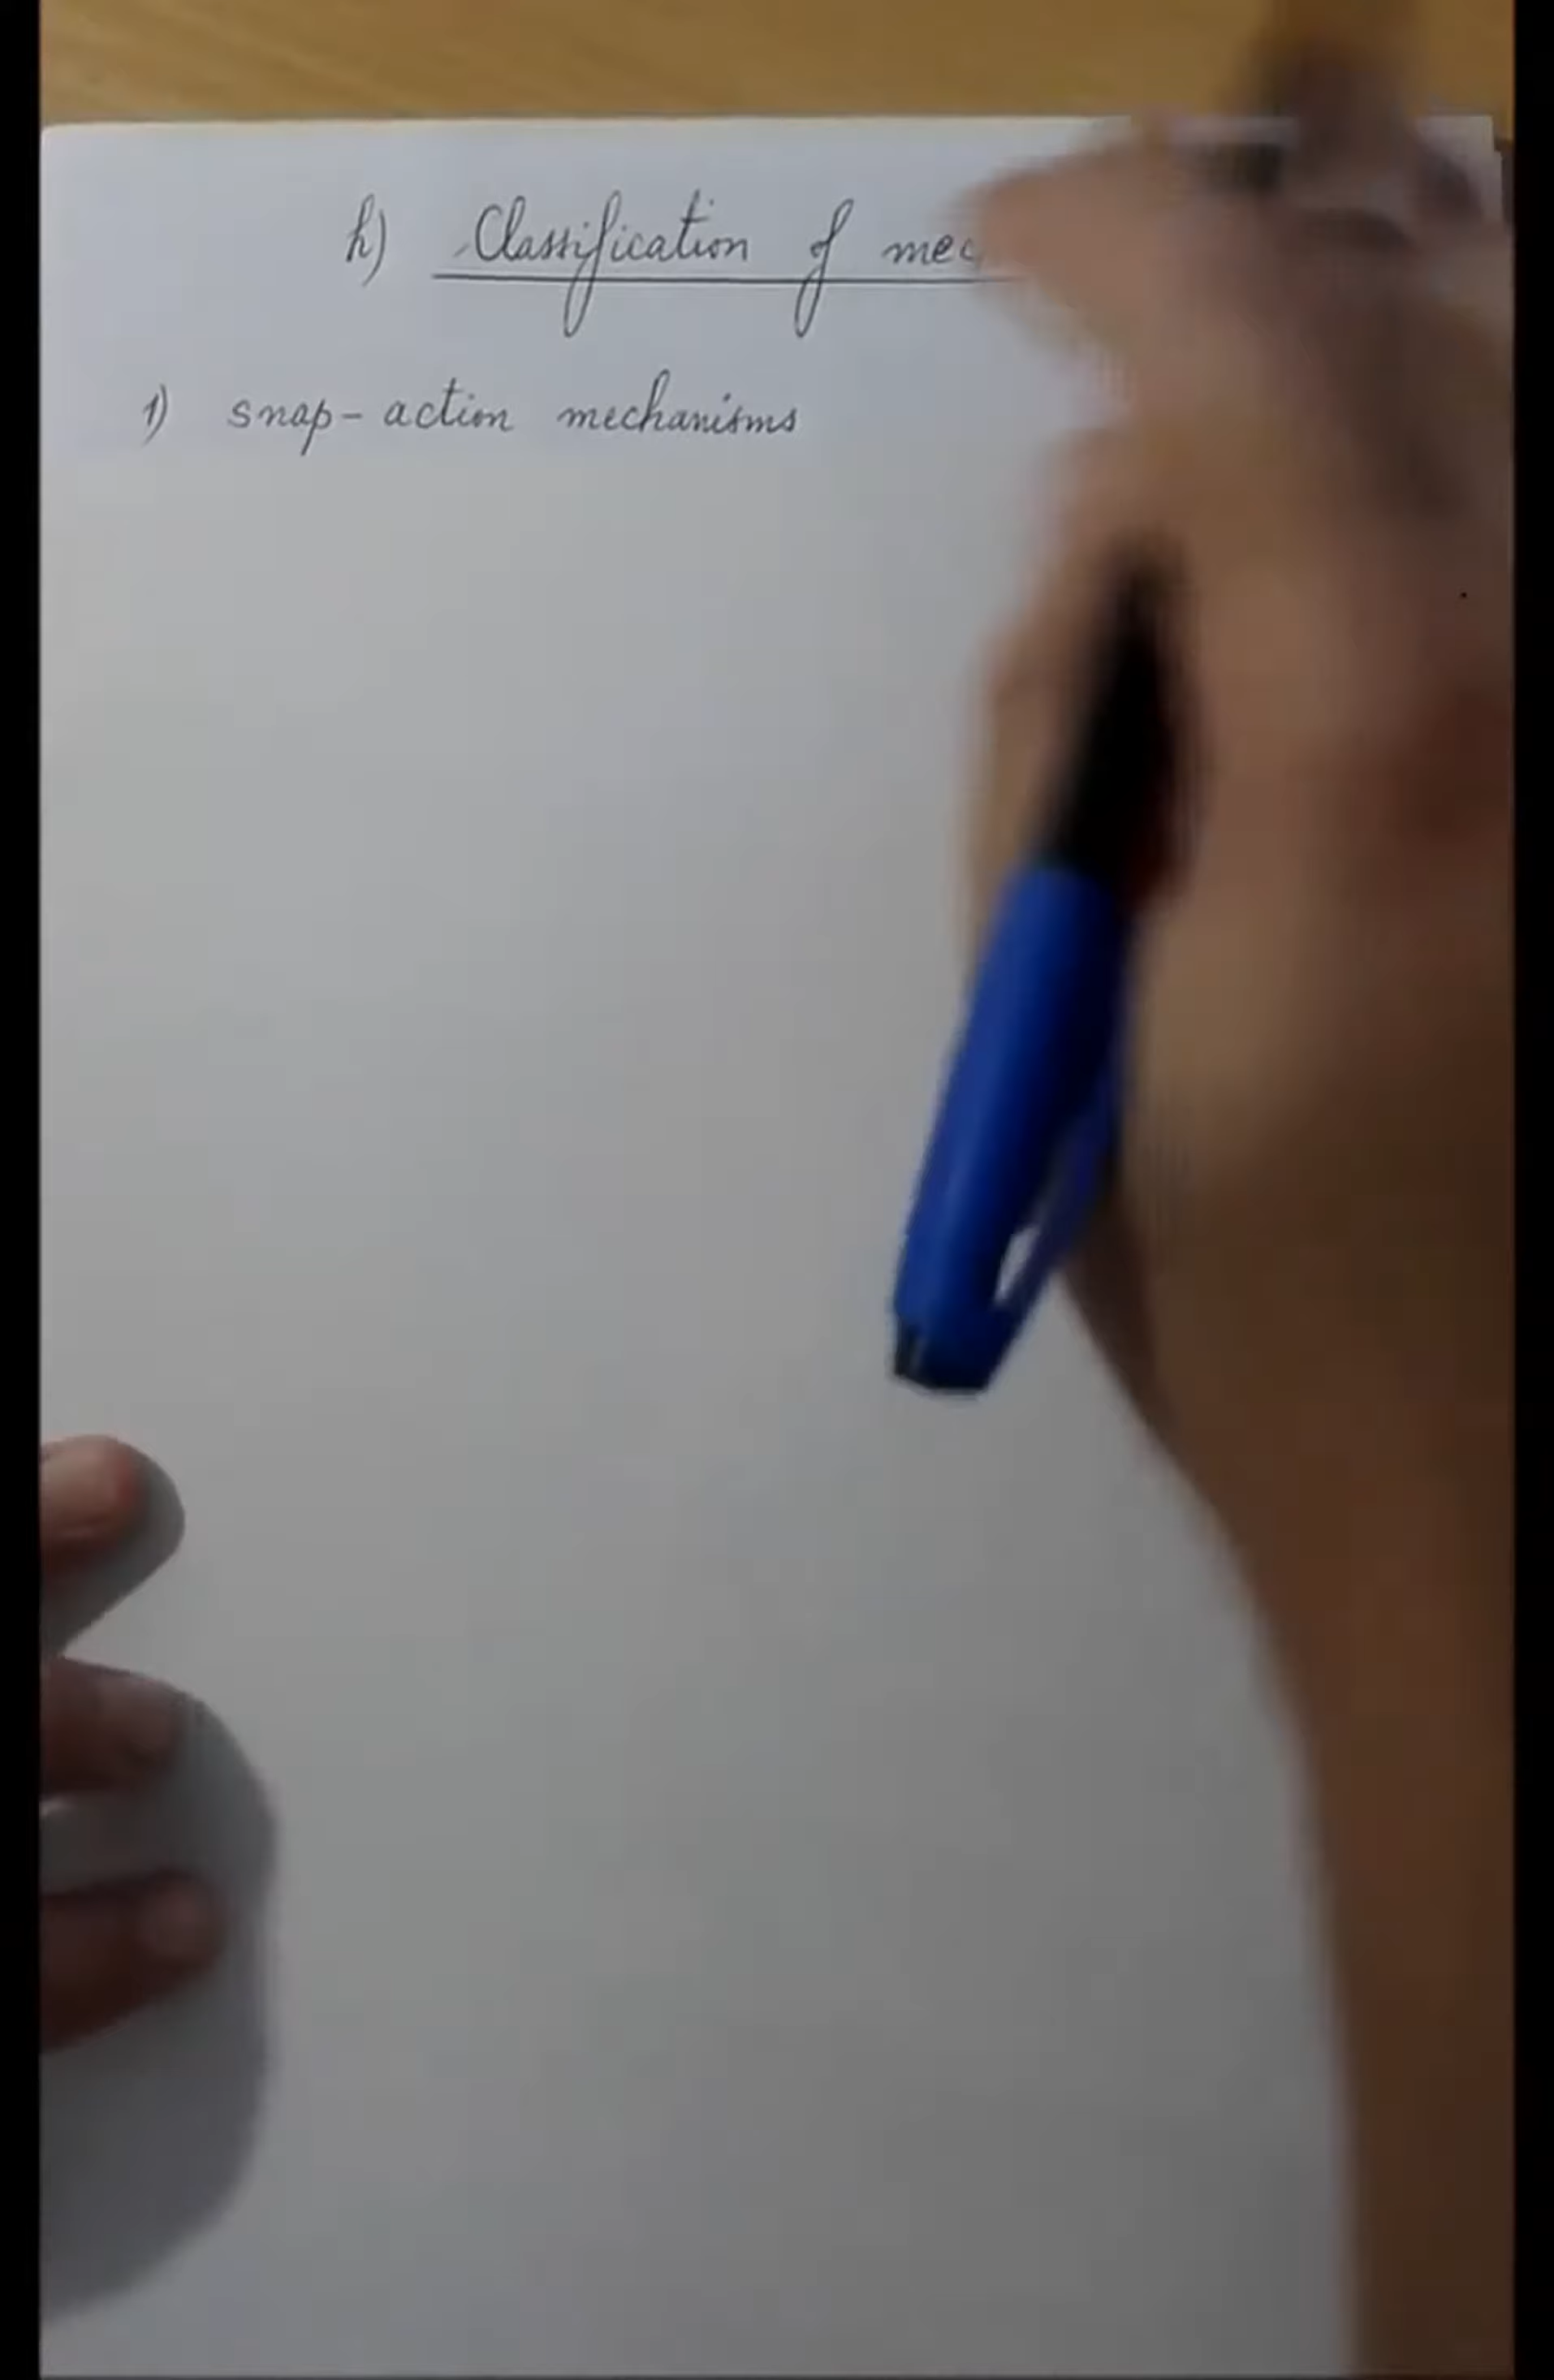 h) Classification of mec
1) snap-action mechanisms